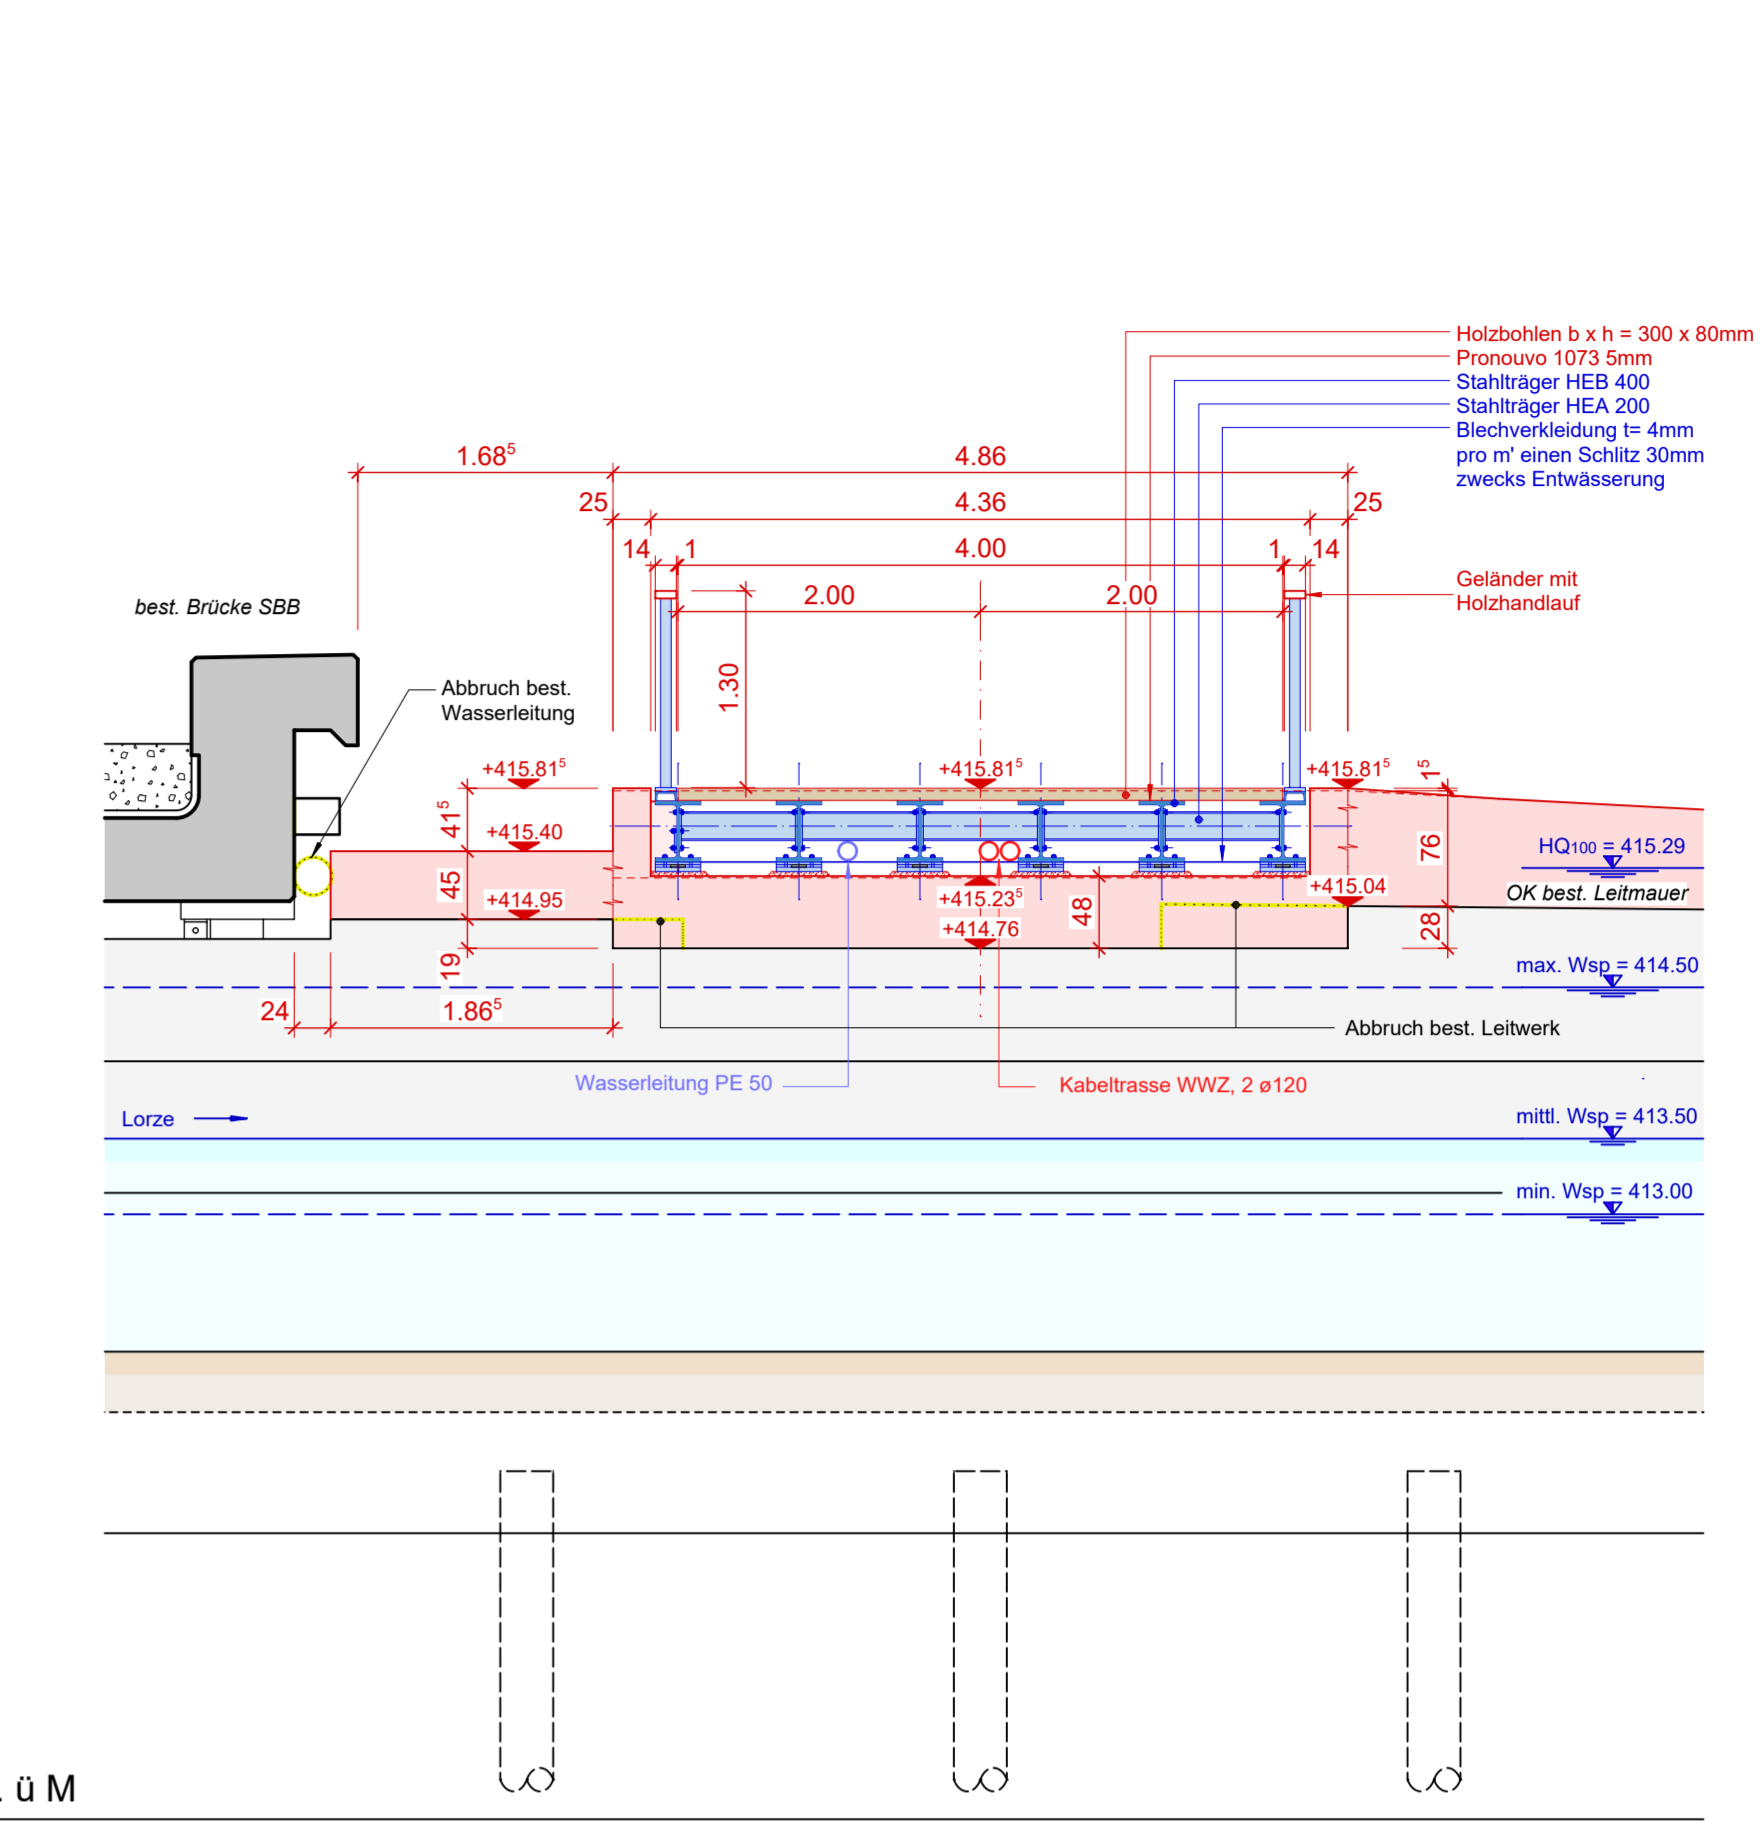 Holzbohlen b x h = 300 x 80mm
Pronouvo 1073 5mm
Stahlträger HEB 400
Stahlträger HEA 200
Blechverkleidung t= 4mm
pro m' einen Schlitz 30mm
zwecks Entwässerung
1.68⁵
4.86
25
4.36
25
14
1
4.00
1
14
2.00
2.00
Geländer mit
Holzhandlauf
best. Brücke SBB
1.30
Abbruch best.
Wasserleitung
+415.81⁵
+415.81⁵
+415.81⁵
1⁵
41⁵
+415.40
76
HQ100 = 415.29
45
+414.95
+415.23⁵
48
+415.04
OK best. Leitmauer
+414.76
28
19
max. Wsp = 414.50
24
1.86⁵
Abbruch best. Leitwerk
Wasserleitung PE 50
Kabeltrasse WWZ, 2 ø120
Lorze
mittl. Wsp = 413.50
min. Wsp = 413.00
. ü M